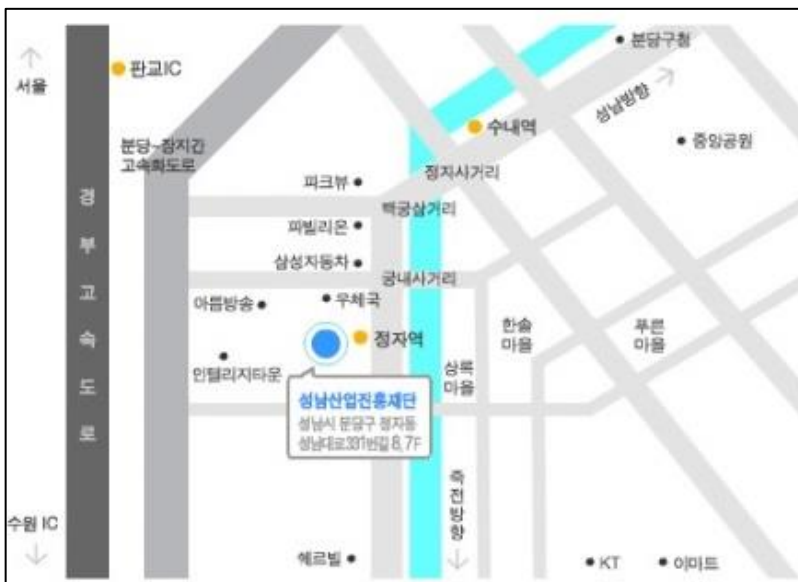 분당구청
판교IC
서울
성남방향
수내역
중앙공원
분당~잠지간
고속화도로
정자사거리
피크뷰
백궁삼거리
파빌리온
삼성자동차
궁내사거리
경부고속도로
아름방송
우체국
정자역
한솔
마을
푸른
마을
인텔리지타운
상록
마을
성남산업진흥재단
성남시 분당구 정자동
성남대로331번길 8, 7F
죽전방향
수원 IC
헤르빌
KT
이마트